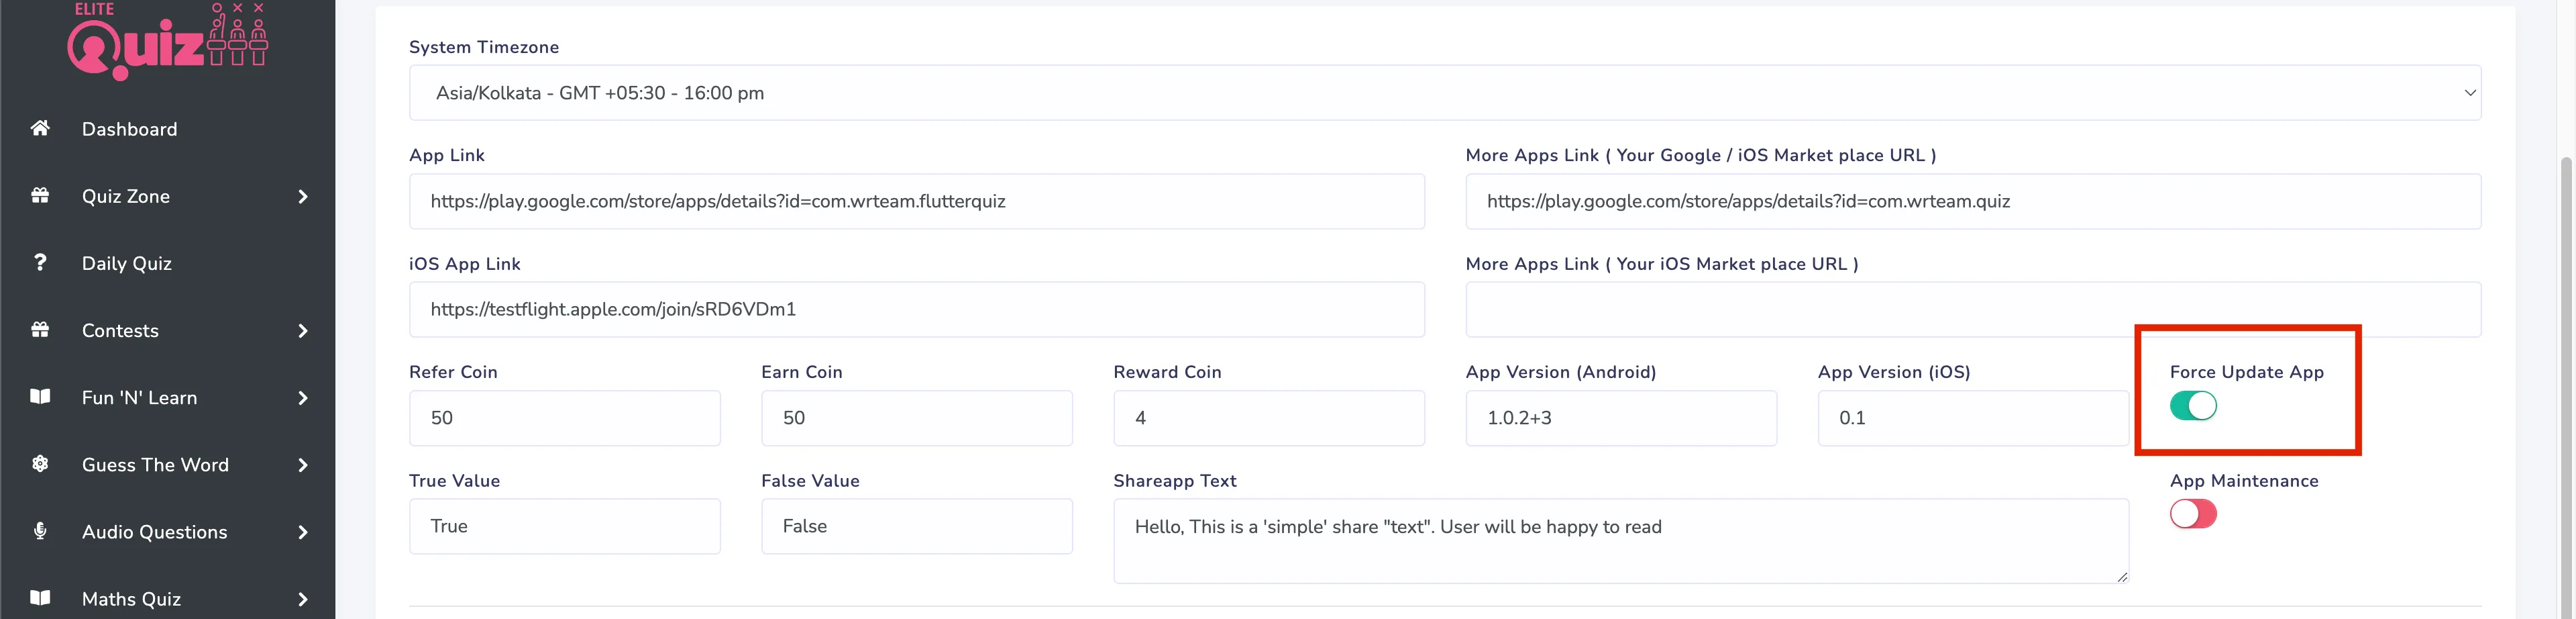 ELITE
Quiz
Dashboard
Quiz Zone
Daily Quiz
Contests
Fun 'N' Learn
Guess The Word
Audio Questions
Maths Quiz
System Timezone
Asia/Kolkata - GMT +05:30 - 16:00 pm
App Link
More Apps Link ( Your Google / iOS Market place URL )
https://play.google.com/store/apps/details?id=com.wrteam.flutterquiz
https://play.google.com/store/apps/details?id=com.wrteam.quiz
iOS App Link
More Apps Link ( Your iOS Market place URL )
https://testflight.apple.com/join/sRD6VDm1
Refer Coin
Earn Coin
Reward Coin
App Version (Android)
App Version (iOS)
Force Update App
50
50
4
1.0.2+3
0.1
True Value
False Value
Shareapp Text
App Maintenance
True
False
Hello, This is a 'simple' share "text". User will be happy to read